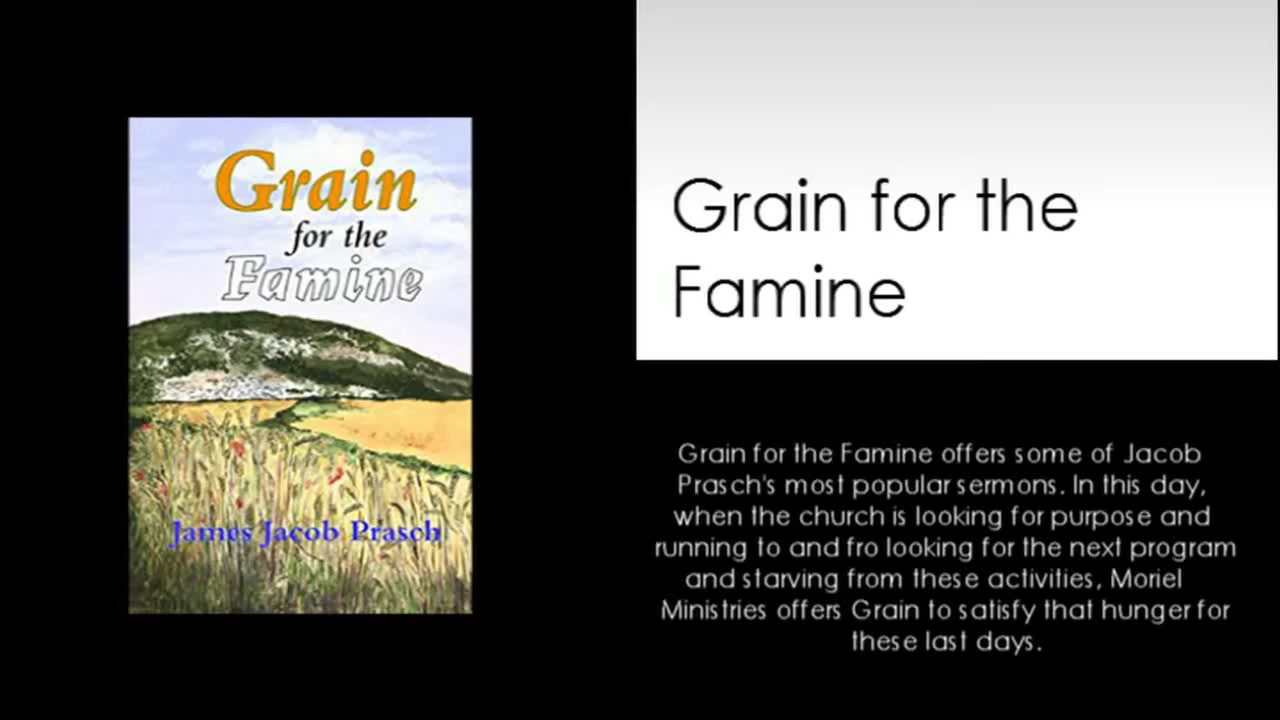 Grain
for the
Famine
James Jacob Prasch
Grain for the
Famine
Grain for the Famine offers some of Jacob
Prasch's most popular sermons. In this day,
when the church is looking for purpose and
running to and fro looking for the next program
and starving from these activities, Moriel
Ministries offers Grain to satisfy that hunger for
these last days.